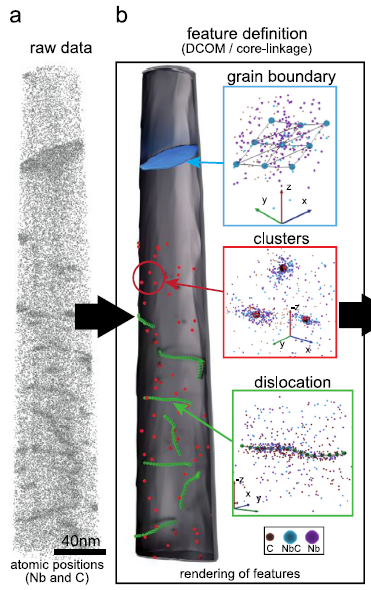 a
raw data
40nm
atomic positions
(Nb and C)
b
feature definition
(DCOM / core-linkage)
grain boundary
z
y
x
clusters
-z
y
x
dislocation
-z
y
x
C NbC Nb
rendering of features